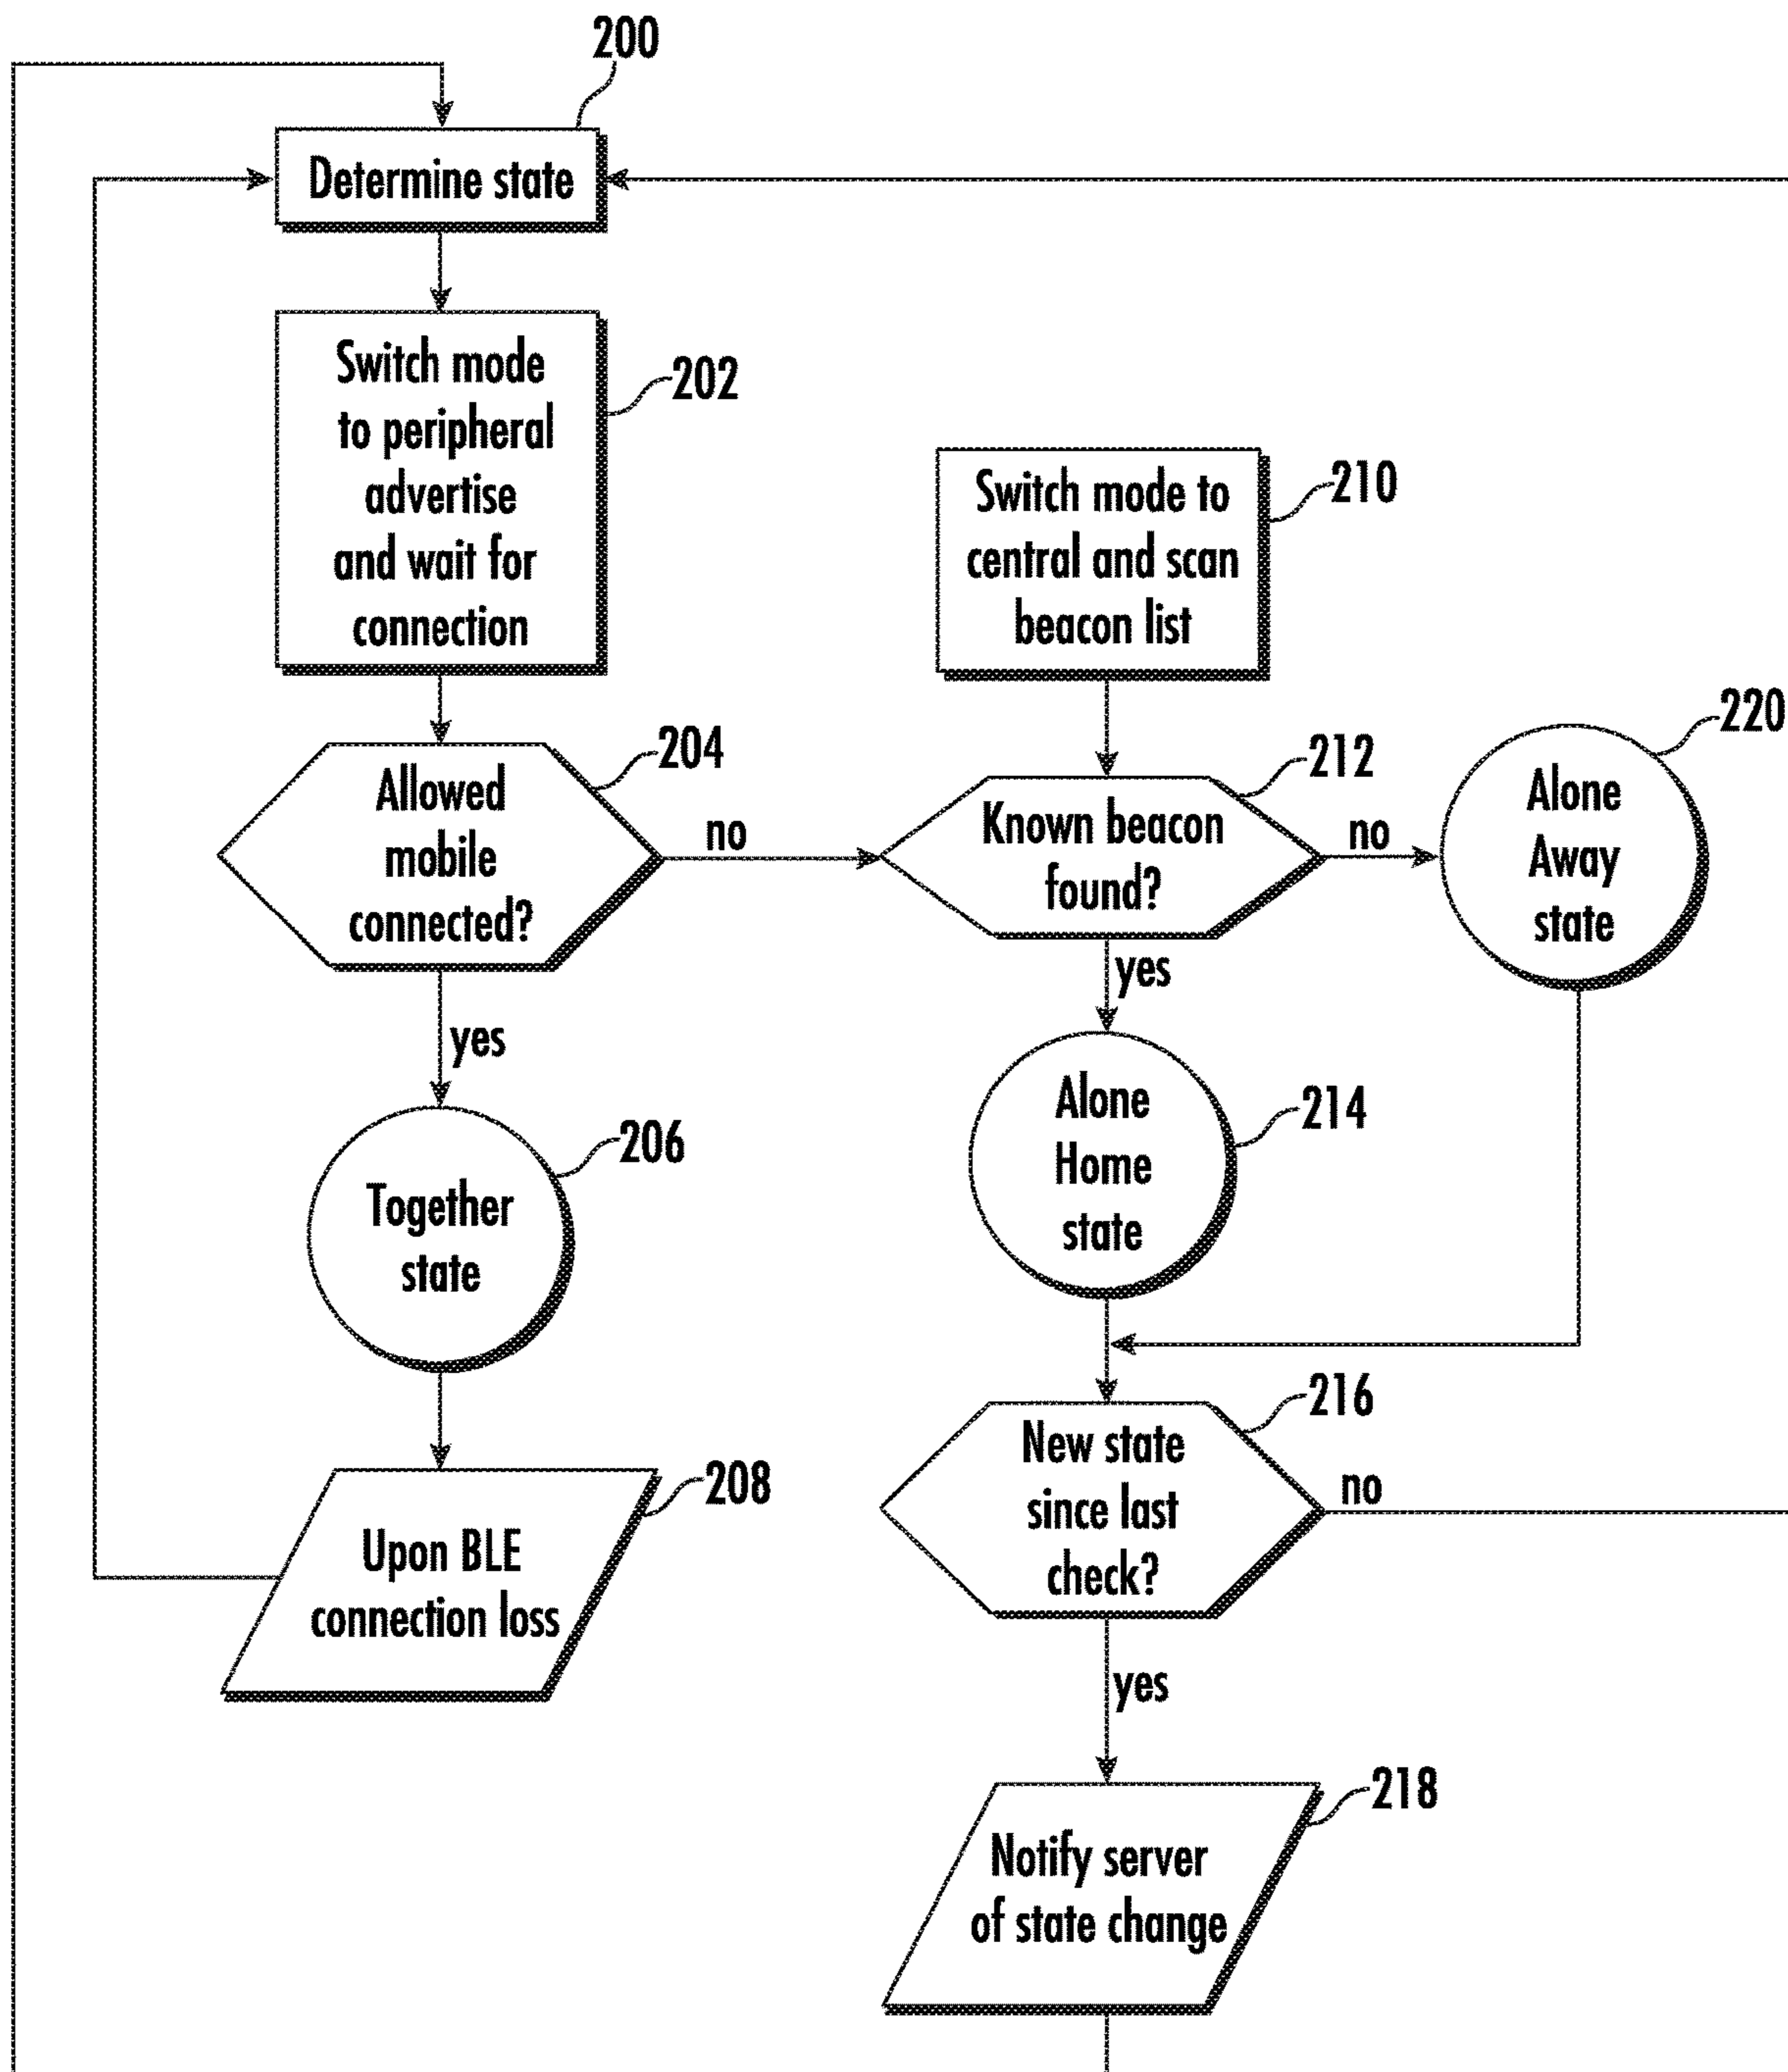 200
Determine state
Switch mode
to peripheral
advertise
and wait for
connection
202
Allowed
mobile
connected?
204
no
yes
Together
state
206
Upon BLE
connection loss
208
Switch mode to
central and scan
beacon list
210
Known beacon
found?
212
no
yes
Alone
Away
state
220
Alone
Home
state
214
New state
since last
check?
216
no
yes
Notify server
of state change
218